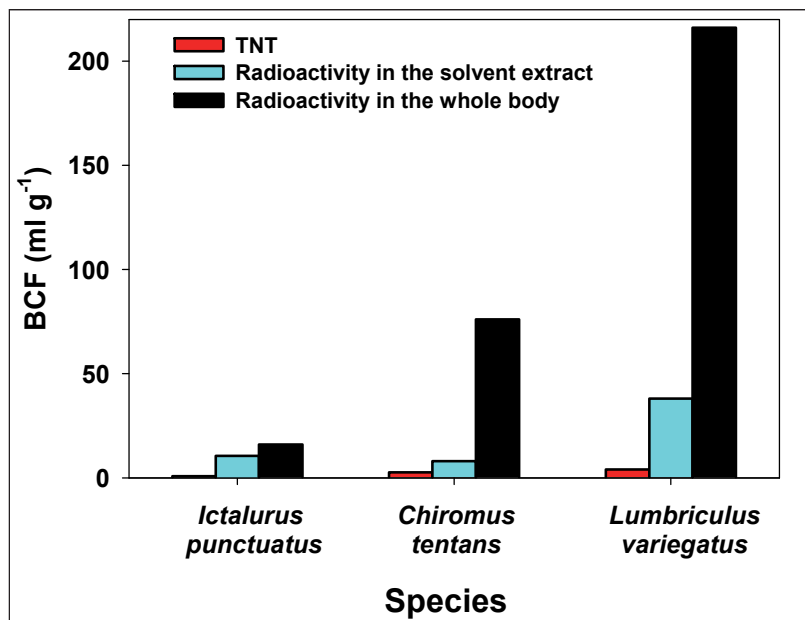 TNT
Radioactivity in the solvent extract
Radioactivity in the whole body
BCF (ml g⁻¹)
200
150
100
50
0
Ictalurus punctuatus
Chiromus tentans
Lumbriculus variegatus
Species